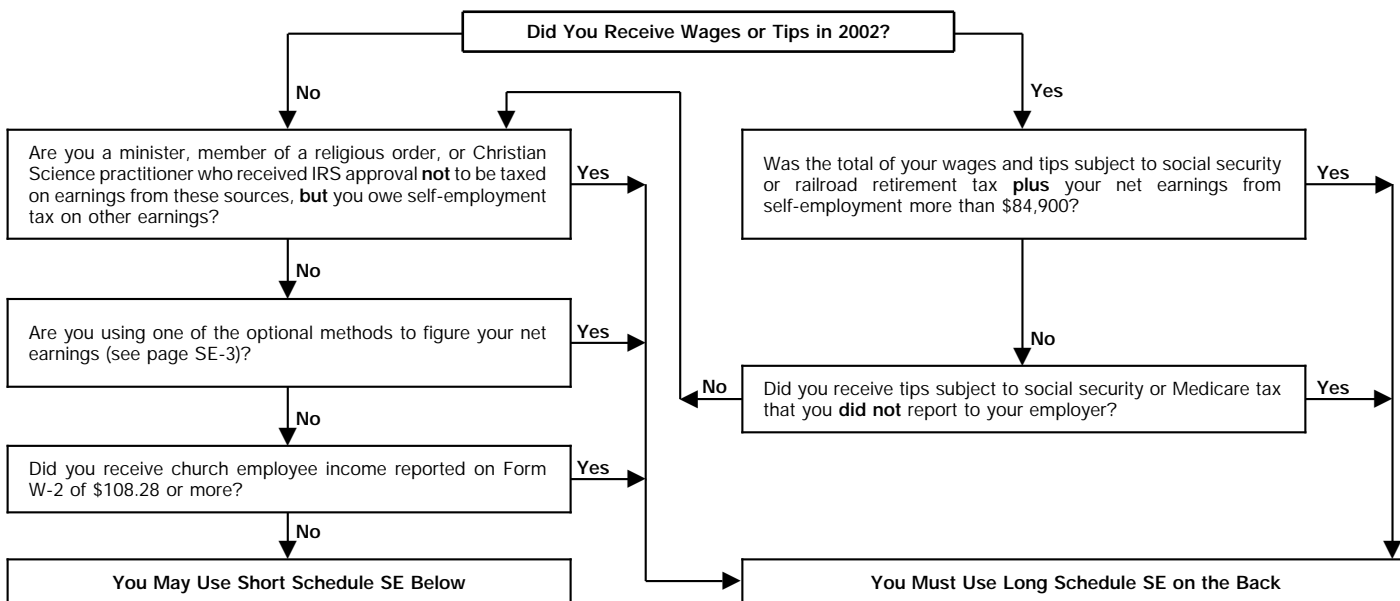 Did You Receive Wages or Tips in 2002?
No
Yes
Are you a minister, member of a religious order, or Christian
Science practitioner who received IRS approval not to be taxed
on earnings from these sources, but you owe self-employment
tax on other earnings?
Yes
Was the total of your wages and tips subject to social security
or railroad retirement tax plus your net earnings from
self-employment more than $84,900?
Yes
No
Are you using one of the optional methods to figure your net
earnings (see page SE-3)?
Yes
No
No
Did you receive tips subject to social security or Medicare tax
that you did not report to your employer?
Yes
No
Did you receive church employee income reported on Form
W-2 of $108.28 or more?
Yes
No
You May Use Short Schedule SE Below
You Must Use Long Schedule SE on the Back